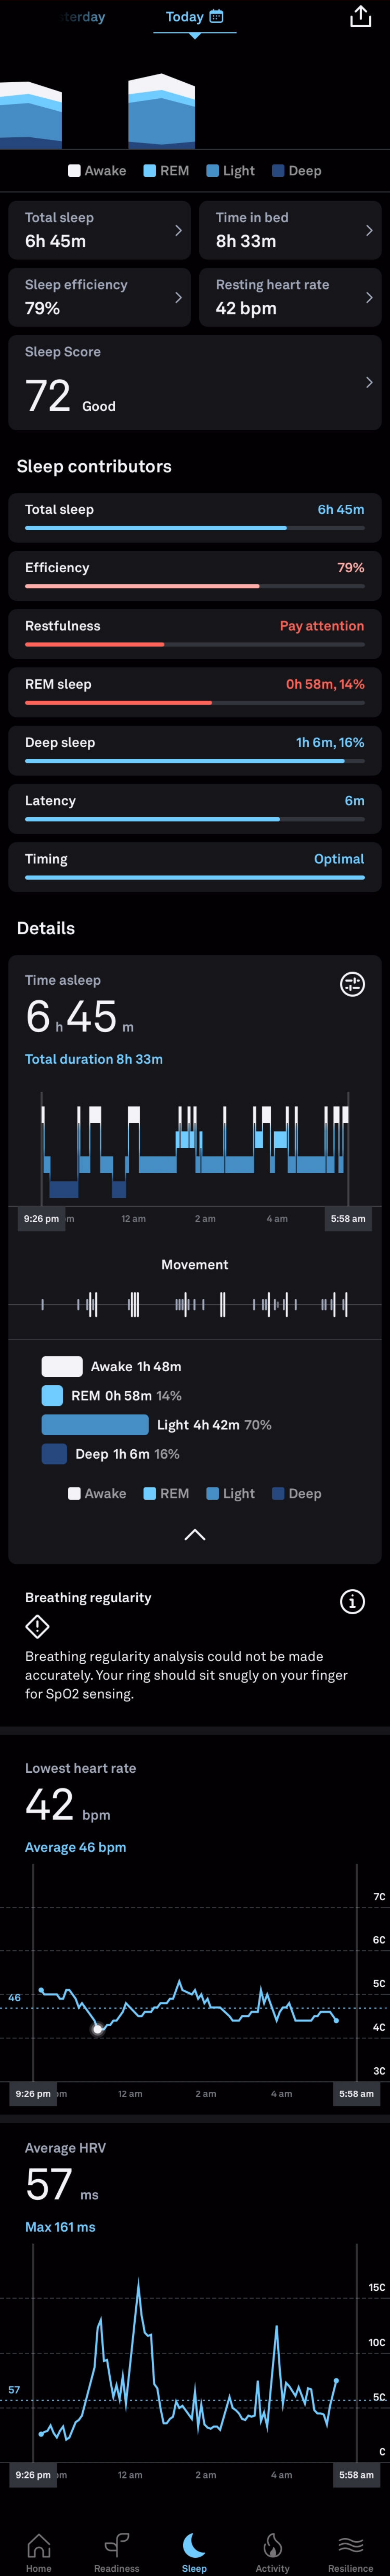 terday Today
Awake REM Light Deep
Total sleep Time in bed
6h 45m 8h 33m
Sleep efficiency Resting heart rate
79% 42 bpm
Sleep Score
72 Good
Sleep contributors
Total sleep 6h 45m
Efficiency 79%
Restfulness Pay attention
REM sleep 0h 58m, 14%
Deep sleep 1h 6m, 16%
Latency 6m
Timing Optimal
Details
Time asleep
6 h 45 m
Total duration 8h 33m
9:26 pm m 12 am 2 am 4 am 5:58 am
Movement
Awake 1h 48m
REM 0h 58m 14%
Light 4h 42m 70%
Deep 1h 6m 16%
Awake REM Light Deep
Breathing regularity
Breathing regularity analysis could not be made
accurately. Your ring should sit snugly on your finger
for SpO2 sensing.
Lowest heart rate
42 bpm
Average 46 bpm
46
9:26 pm m 12 am 2 am 4 am 5:58 am
Average HRV
57 ms
Max 161 ms
57
9:26 pm m 12 am 2 am 4 am 5:58 am
Home Readiness Sleep Activity Resilience